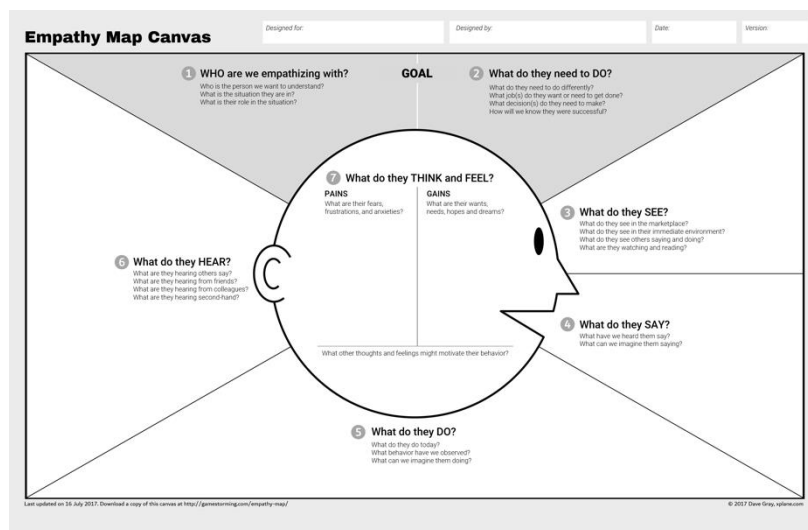 Empathy Map Canvas
Designed for:
Designed by:
Date:
Version:
1 WHO are we empathizing with?
Who is the person we want to understand?
What is the situation they are in?
What is their role in the situation?
GOAL
2 What do they need to DO?
What do they need to do differently?
What job(s) do they want or need to get done?
What decision(s) do they need to make?
How will we know they were successful?
3 What do they SEE?
What do they see in the marketplace?
What do they see in their immediate environment?
What do they see others saying and doing?
What are they watching and reading?
4 What do they SAY?
What have we heard them say?
What can we imagine them saying?
5 What do they DO?
What do they do today?
What behavior have we observed?
What can we imagine them doing?
6 What do they HEAR?
What are they hearing others say?
What are they hearing from friends?
What are they hearing from colleagues?
What are they hearing second-hand?
7 What do they THINK and FEEL?
PAINS
What are their fears,
frustrations, and anxieties?
GAINS
What are their wants,
needs, hopes and dreams?
What other thoughts and feelings might motivate their behavior?
Last updated on 16 July 2017. Download a copy of this canvas at http://gamestorming.com/empathy-map/
© 2017 Dave Gray, xplane.com